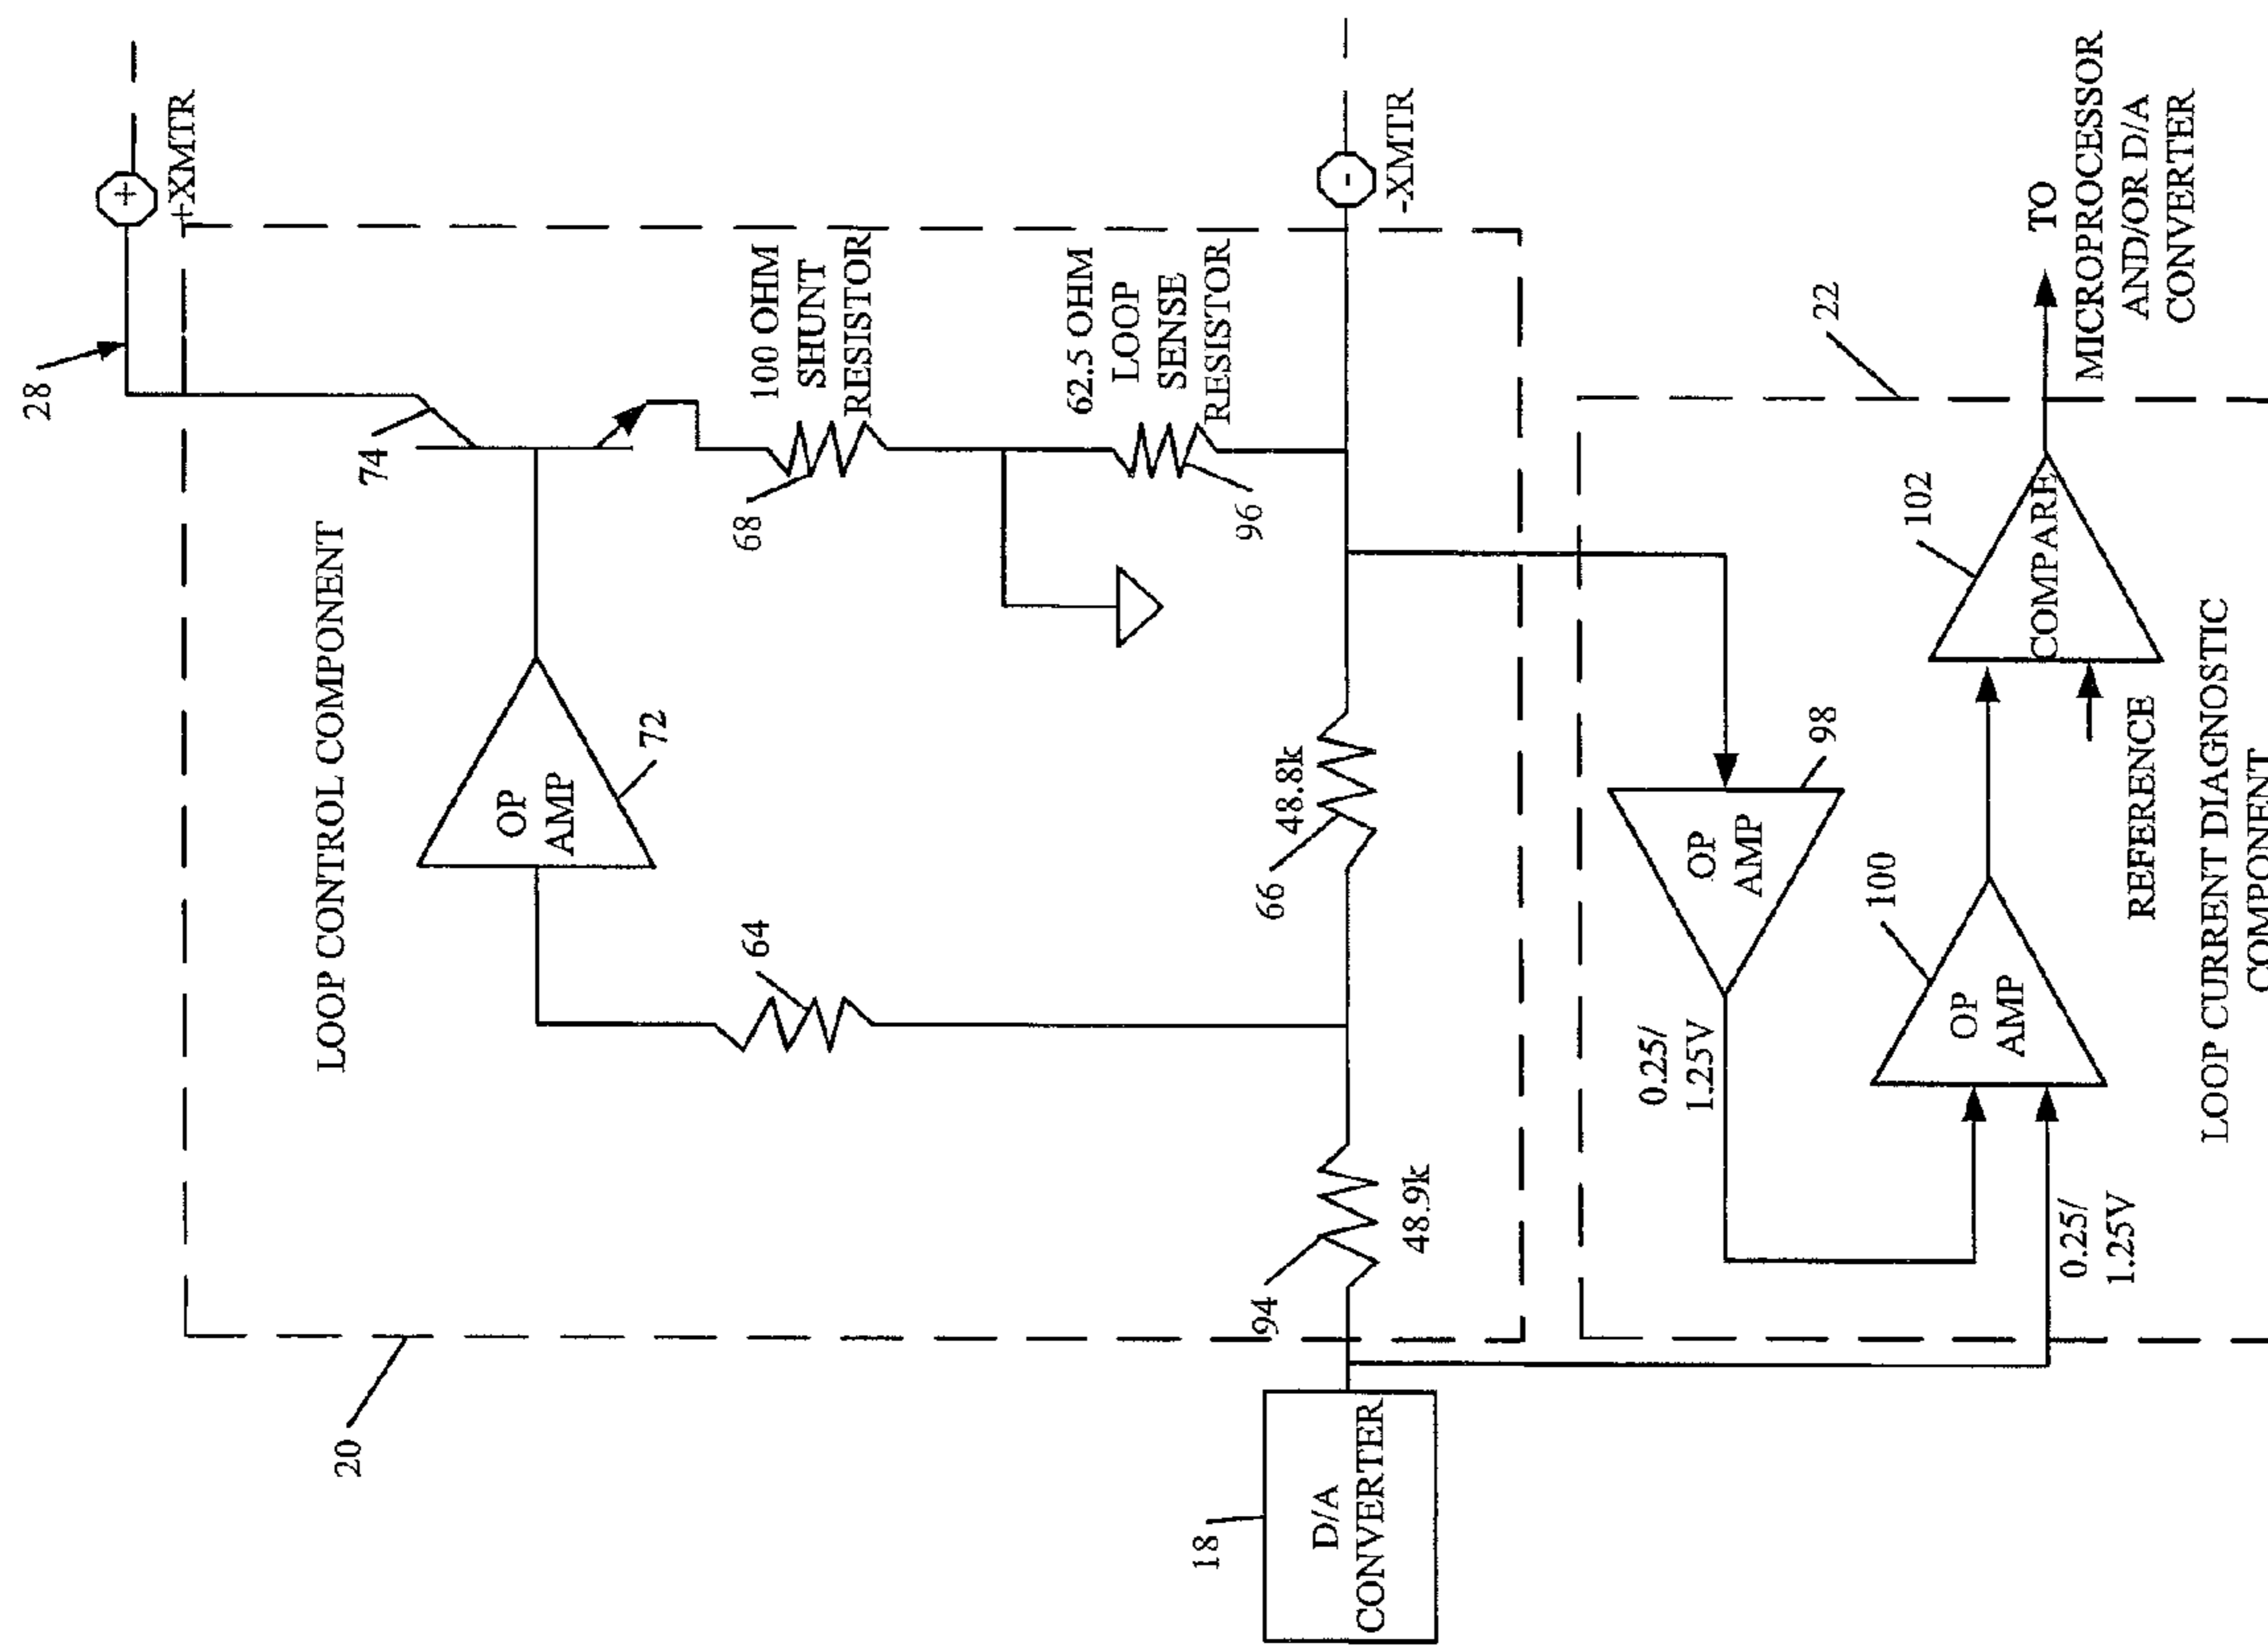 28
+XMTR
74
LOOP CONTROL COMPONENT
OP
AMP
72
64
68
100 OHM
SHUNT
RESISTOR
62.5 OHM
LOOP
SENSE
RESISTOR
96
-XMTR
20
18
D/A
CONVERTER
94
48.9k
66
48.8k
22
OP
AMP
98
0.25/
1.25V
100
OP
AMP
0.25/
1.25V
102
COMPARE
REFERENCE
TO
MICROPROCESSOR
AND/OR D/A
CONVERTER
LOOP CURRENT DIAGNOSTIC
COMPONENT